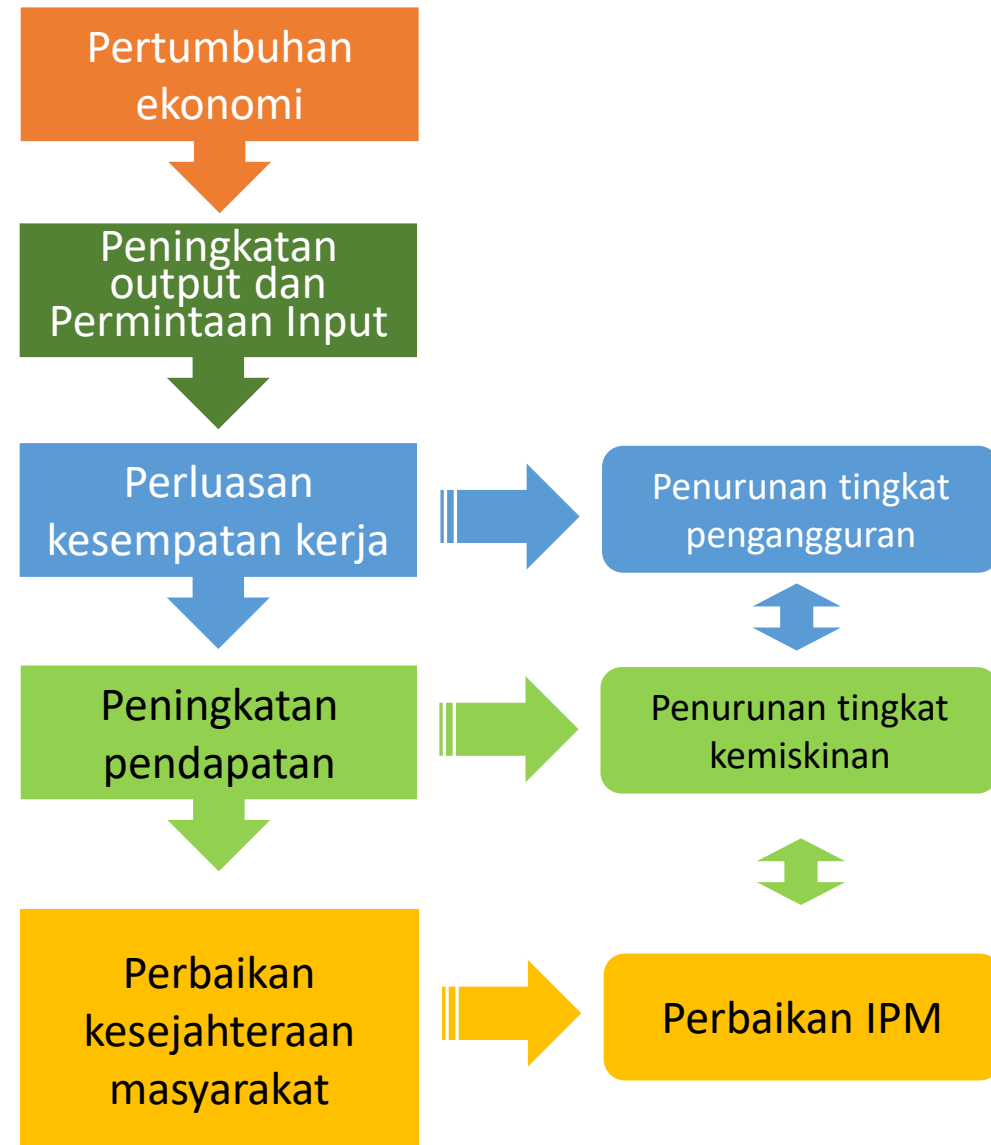 Pertumbuhan
ekonomi
Peningkatan
output dan
Permintaan Input
Perluasan
kesempatan kerja
Penurunan tingkat
pengangguran
Peningkatan
pendapatan
Penurunan tingkat
kemiskinan
Perbaikan
kesejahteraan
masyarakat
Perbaikan IPM